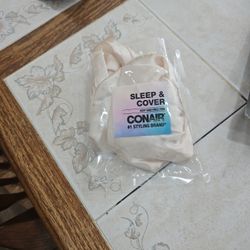 SLEEP &
COVER
CONAIR
#1 STYLING BRAND*